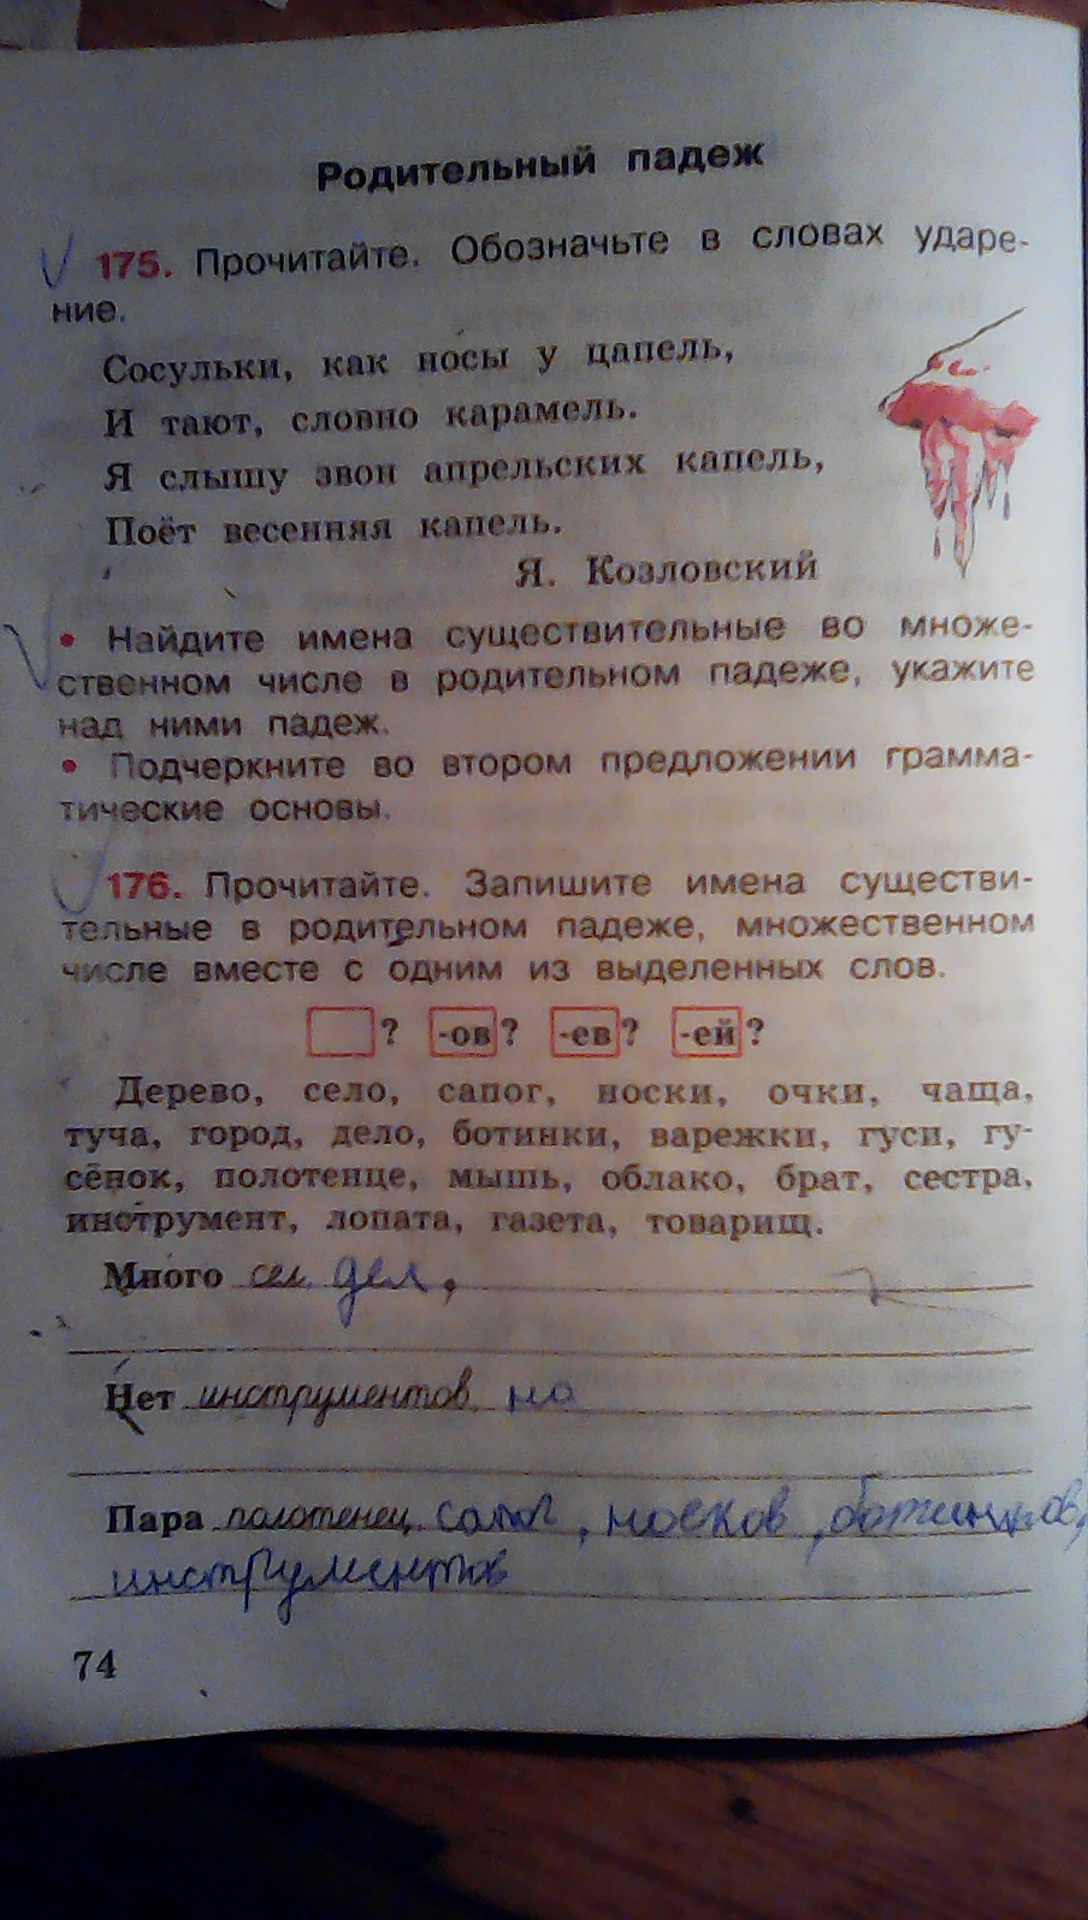 Родительный падеж
175. Прочитайте. Обозначьте в словах ударе-
ние.
Сосульки, как носы у цапель,
И тают, словно карамель.
Я слышу звон апрельских капель,
Поёт весенняя капель.
Я. Козловский
• Найдите имена существительные во множе-
ственном числе в родительном падеже, укажите
над ними падеж.
• Подчеркните во втором предложении грамма-
тические основы.
176. Прочитайте. Запишите имена существи-
тельные в родительном падеже, множественном
числе вместе с одним из выделенных слов.
? -ов? -ев? -ей?
Дерево, село, сапог, носки, очки, чаща,
туча, город, дело, ботинки, варежки, гуси, гу-
сёнок, полотенце, мышь, облако, брат, сестра,
инструмент, лопата, газета, товарищ.
Много сел, дел,
Нет инструментов, но
Пара полотенец, сапог, носков, ботинков,
инструментов
74